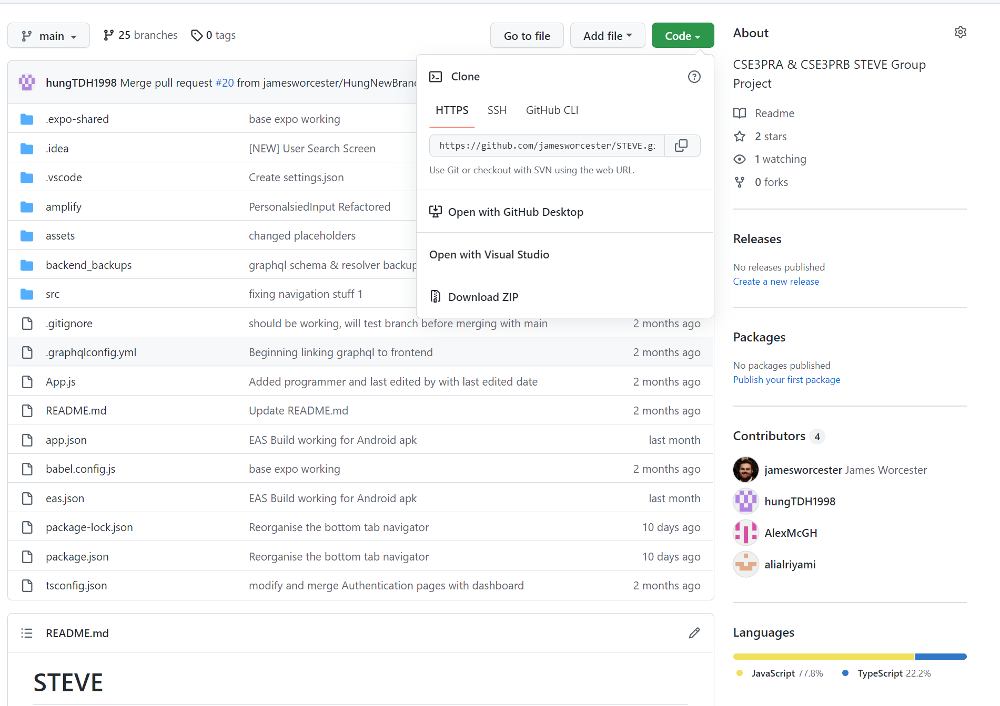 main
25 branches
0 tags
Go to file
Add file
Code
hungTDH1998 Merge pull request #20 from jamesworcester/HungNewBranc
.expo-shared base expo working
.idea [NEW] User Search Screen
.vscode Create settings.json
amplify PersonalsiedInput Refactored
assets changed placeholders
backend_backups graphql schema & resolver backup
src fixing navigation stuff 1
.gitignore should be working, will test branch before merging with main 2 months ago
.graphqlconfig.yml Beginning linking graphql to frontend 2 months ago
App.js Added programmer and last edited by with last edited date 2 months ago
README.md Update README.md 2 months ago
app.json EAS Build working for Android apk last month
babel.config.js base expo working 2 months ago
eas.json EAS Build working for Android apk last month
package-lock.json Reorganise the bottom tab navigator 10 days ago
package.json Reorganise the bottom tab navigator 10 days ago
tsconfig.json modify and merge Authentication pages with dashboard 2 months ago
Clone
HTTPS SSH GitHub CLI
https://github.com/jamesworcester/STEVE.gi
Use Git or checkout with SVN using the web URL.
Open with GitHub Desktop
Open with Visual Studio
Download ZIP
README.md
STEVE
About
CSE3PRA & CSE3PRB STEVE Group
Project
Readme
2 stars
1 watching
0 forks
Releases
No releases published
Create a new release
Packages
No packages published
Publish your first package
Contributors 4
jamesworcester James Worcester
hungTDH1998
AlexMcGH
alialriyami
Languages
JavaScript 77.8% TypeScript 22.2%